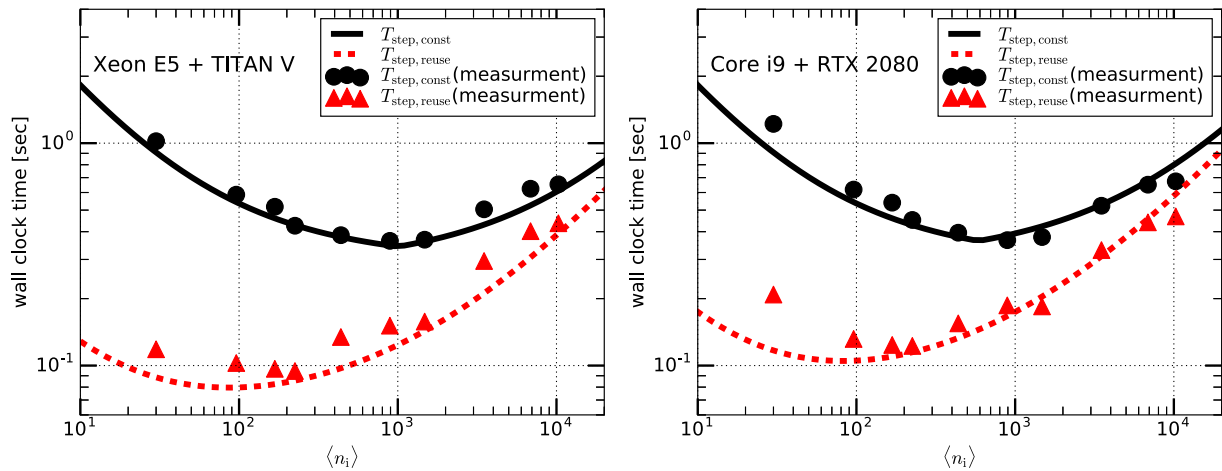 Xeon E5 + TITAN V
T_step,const
T_step,reuse
T_step,const(measurment)
T_step,reuse(measurment)
wall clock time [sec]
10^0
10^-1
10^1 10^2 10^3 10^4
⟨n_i⟩
Core i9 + RTX 2080
T_step,const
T_step,reuse
T_step,const(measurment)
T_step,reuse(measurment)
wall clock time [sec]
10^0
10^-1
10^1 10^2 10^3 10^4
⟨n_i⟩